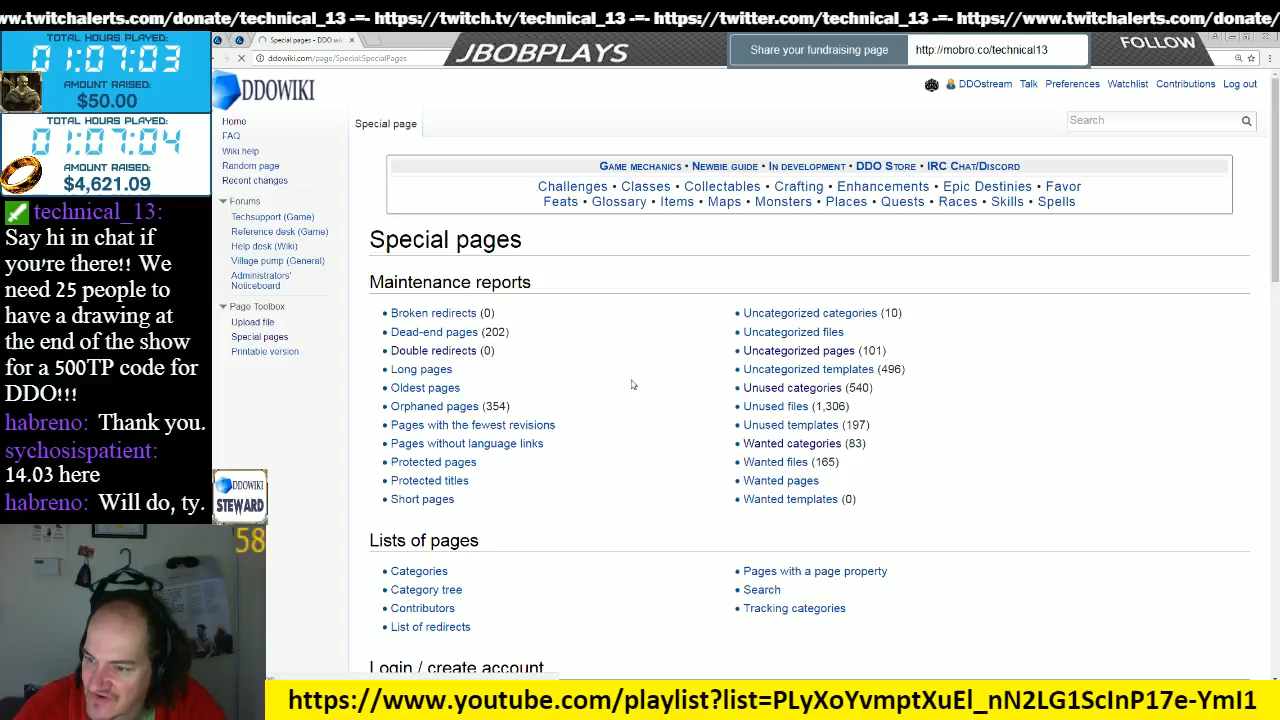 twitchalerts.com/donate/technical_13 -=- https://twitch.tv/technical_13 -=- https://twitter.com/technical_13 -=- https://www.twitchalerts.com/donate/
TOTAL HOURS PLAYED:
01:07:03
AMOUNT RAISED:
$50.00
TOTAL HOURS PLAYED:
01:07:04
AMOUNT RAISED:
$4,621.09
technical_13:
Say hi in chat if
you're there!! We
need 25 people to
have a drawing at
the end of the show
for a 500TP code for
DDO!!!
habreno: Thank you.
sychosispatient:
14.03 here
habreno: Will do, ty.
Special pages - DDO wi
ddowiki.com/page/Special:SpecialPages
JBOBPLAYS
Share your fundraising page
http://mobro.co/technical13
FOLLOW
DDOWIKI
DDOstream Talk Preferences Watchlist Contributions Log out
Home
FAQ
Wiki help
Random page
Recent changes
Forums
Techsupport (Game)
Reference desk (Game)
Help desk (Wiki)
Village pump (General)
Administrators'
Noticeboard
Page Toolbox
Upload file
Special pages
Printable version
Special page
Search
Game mechanics • Newbie guide • In development • DDO Store • IRC Chat/Discord
Challenges • Classes • Collectables • Crafting • Enhancements • Epic Destinies • Favor
Feats • Glossary • Items • Maps • Monsters • Places • Quests • Races • Skills • Spells
Special pages
Maintenance reports
Broken redirects (0)
Dead-end pages (202)
Double redirects (0)
Long pages
Oldest pages
Orphaned pages (354)
Pages with the fewest revisions
Pages without language links
Protected pages
Protected titles
Short pages
Uncategorized categories (10)
Uncategorized files
Uncategorized pages (101)
Uncategorized templates (496)
Unused categories (540)
Unused files (1,306)
Unused templates (197)
Wanted categories (83)
Wanted files (165)
Wanted pages
Wanted templates (0)
Lists of pages
Categories
Category tree
Contributors
List of redirects
Pages with a page property
Search
Tracking categories
Login / create account
DDOWIKI
STEWARD
58
https://www.youtube.com/playlist?list=PLyXoYvmptXuEl_nN2LG1ScInP17e-YmI1